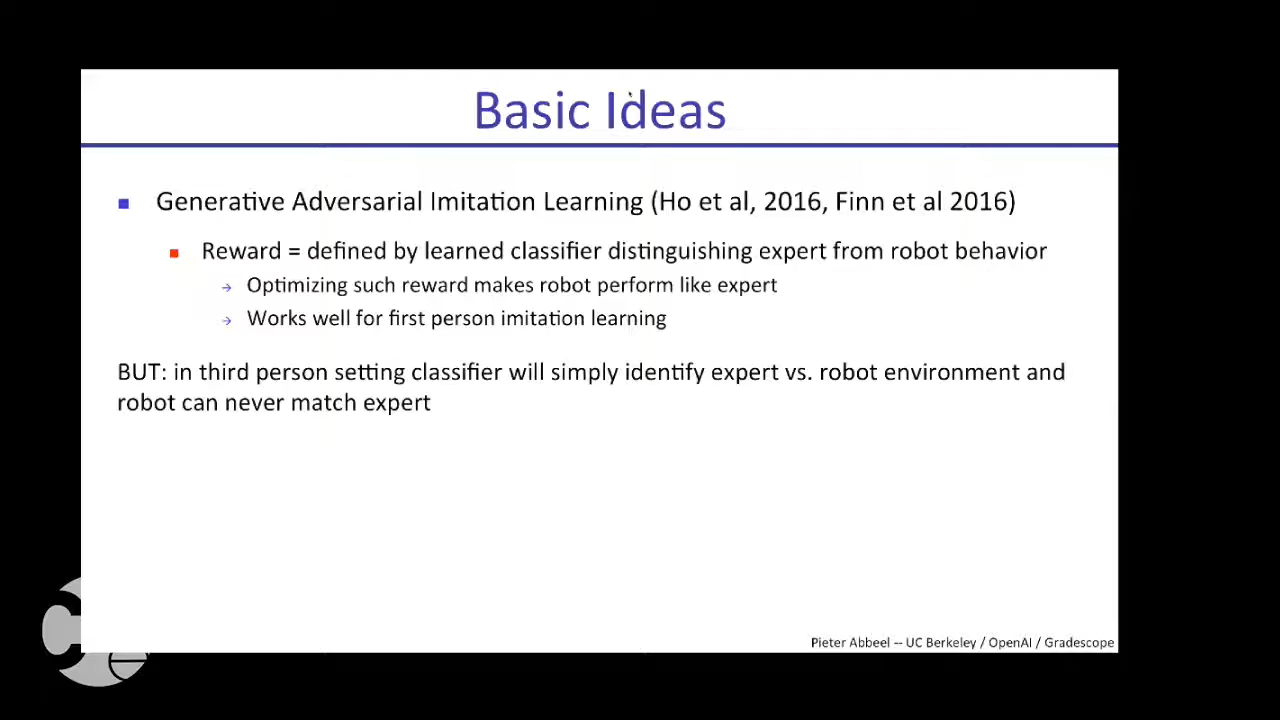 Basic Ideas
Generative Adversarial Imitation Learning (Ho et al, 2016, Finn et al 2016)
Reward = defined by learned classifier distinguishing expert from robot behavior
→ Optimizing such reward makes robot perform like expert
→ Works well for first person imitation learning
BUT: in third person setting classifier will simply identify expert vs. robot environment and
robot can never match expert
Pieter Abbeel -- UC Berkeley / OpenAI / Gradescope